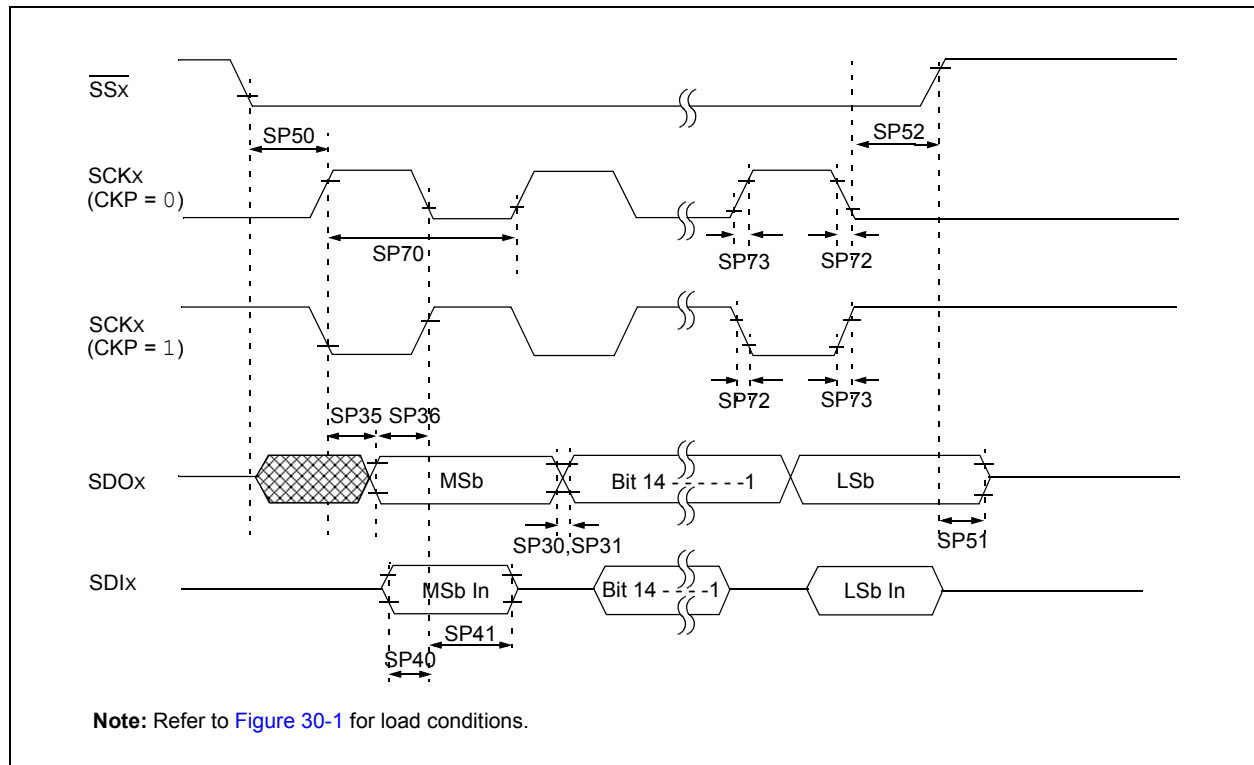 SSx
SP50
SP52
SCKx
(CKP = 0)
SP70
SP73
SP72
SCKx
(CKP = 1)
SP72
SP73
SP35
SP36
SDOx
MSb
Bit 14 - - - - - -1
LSb
SP30,SP31
SP51
SDIx
MSb In
Bit 14 - - - -1
LSb In
SP41
SP40
Note: Refer to Figure 30-1 for load conditions.